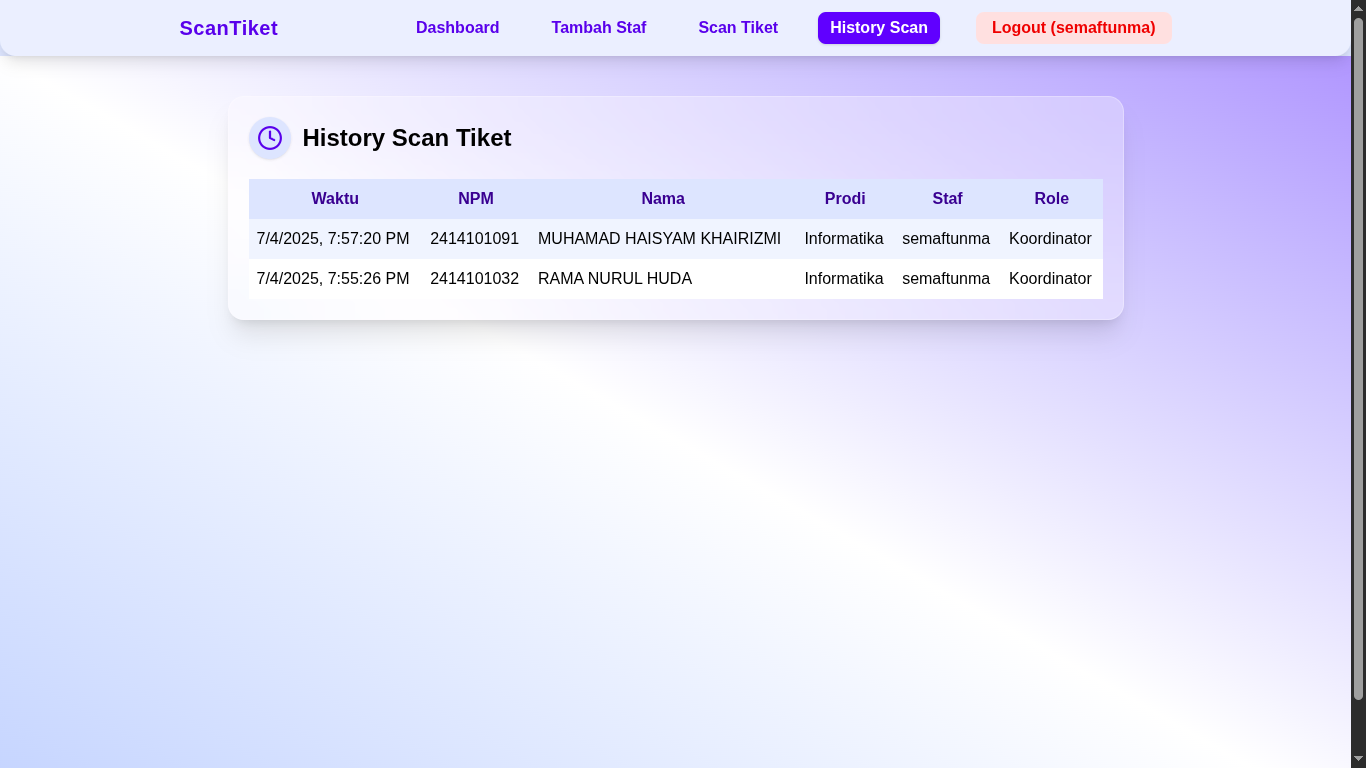 ScanTiket Dashboard Tambah Staf Scan Tiket History Scan Logout (semaftunma)
History Scan Tiket
Waktu NPM Nama Prodi Staf Role
7/4/2025, 7:57:20 PM 2414101091 MUHAMAD HAISYAM KHAIRIZMI Informatika semaftunma Koordinator
7/4/2025, 7:55:26 PM 2414101032 RAMA NURUL HUDA Informatika semaftunma Koordinator